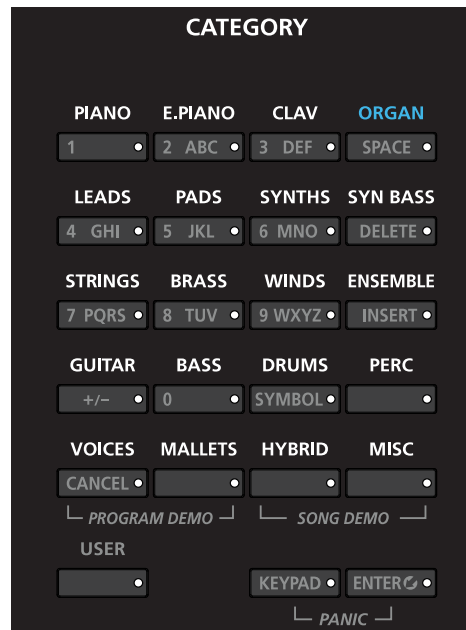 CATEGORY
PIANO E.PIANO CLAV ORGAN
1 2 ABC 3 DEF SPACE
LEADS PADS SYNTHS SYN BASS
4 GHI 5 JKL 6 MNO DELETE
STRINGS BRASS WINDS ENSEMBLE
7 PQRS 8 TUV 9 WXYZ INSERT
GUITAR BASS DRUMS PERC
+/− 0 SYMBOL
VOICES MALLETS HYBRID MISC
CANCEL
PROGRAM DEMO SONG DEMO
USER
KEYPAD ENTER
PANIC